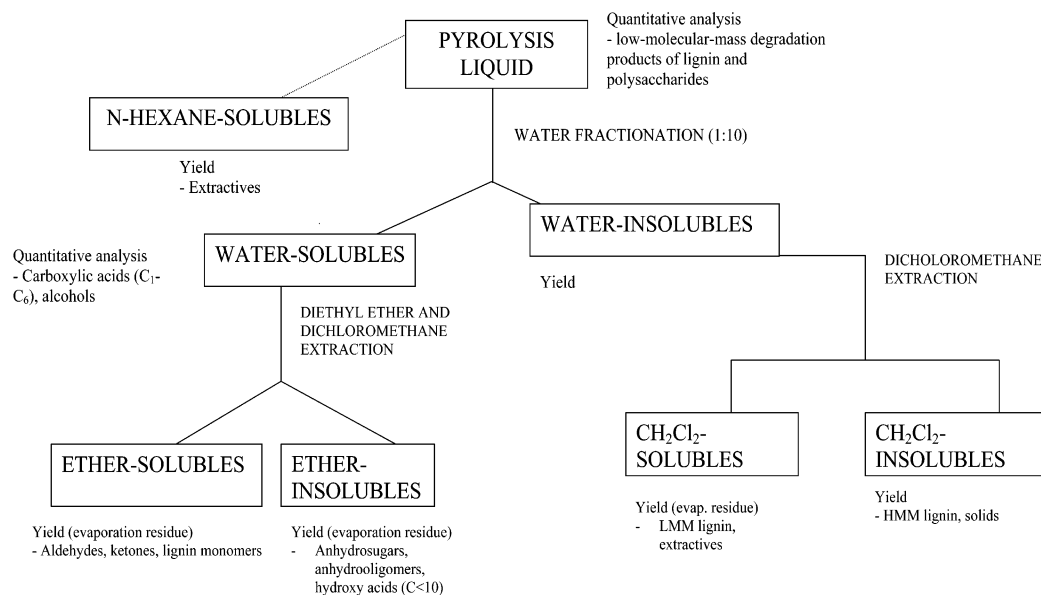 PYROLYSIS
LIQUID
Quantitative analysis
- low-molecular-mass degradation
products of lignin and
polysaccharides
N-HEXANE-SOLUBLES
Yield
- Extractives
WATER FRACTIONATION (1:10)
WATER-SOLUBLES
Quantitative analysis
- Carboxylic acids (C₁-
C₆), alcohols
WATER-INSOLUBLES
Yield
DICHOLOROMETHANE
EXTRACTION
DIETHYL ETHER AND
DICHLOROMETHANE
EXTRACTION
ETHER-SOLUBLES
Yield (evaporation residue)
- Aldehydes, ketones, lignin monomers
ETHER-
INSOLUBLES
Yield (evaporation residue)
- Anhydrosugars,
anhydrooligomers,
hydroxy acids (C<10)
CH₂Cl₂-
SOLUBLES
Yield (evap. residue)
- LMM lignin,
extractives
CH₂Cl₂-
INSOLUBLES
Yield
- HMM lignin, solids